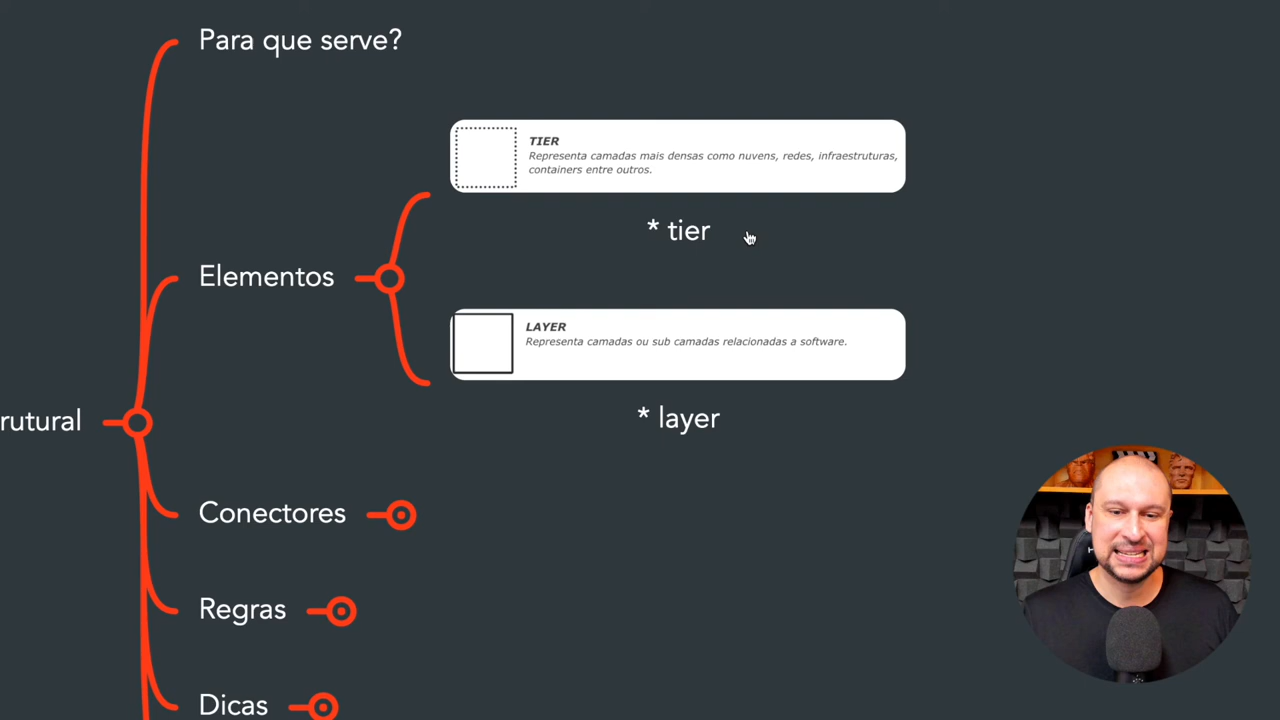 Para que serve?
TIER
Representa camadas mais densas como nuvens, redes, infraestruturas,
containers entre outros.
* tier
Elementos
LAYER
Representa camadas ou sub camadas relacionadas a software.
* layer
rutural
Conectores
Regras
Dicas